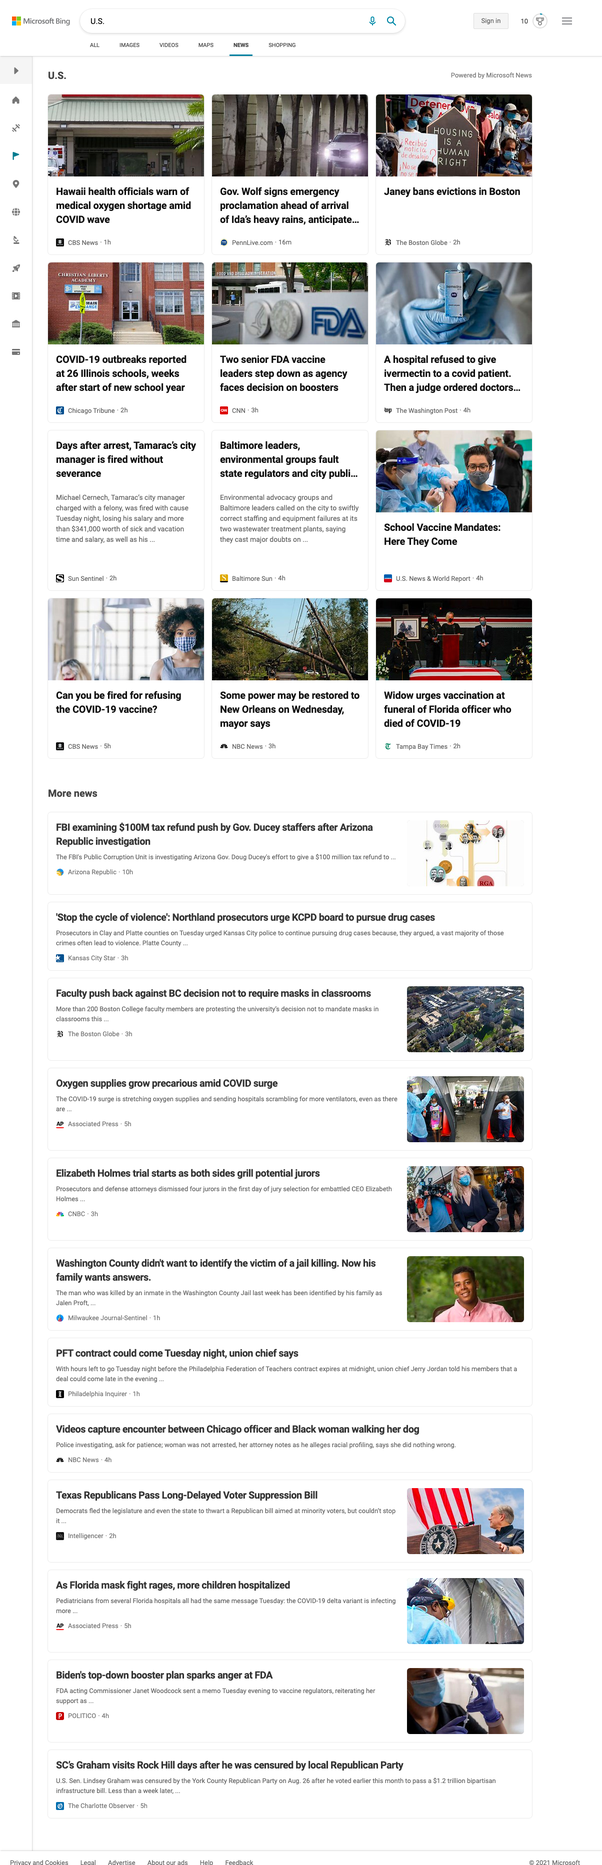 Microsoft Bing
U.S.
Sign in
10
ALL IMAGES VIDEOS MAPS NEWS SHOPPING
U.S.
Powered by Microsoft News
Hawaii health officials warn of
medical oxygen shortage amid
COVID wave
CBS News · 1h
Gov. Wolf signs emergency
proclamation ahead of arrival
of Ida's heavy rains, anticipate...
PennLive.com · 16m
HOUSING
IS A
HUMAN
RIGHT
Janey bans evictions in Boston
The Boston Globe · 2h
CHRISTIAN LIBERTY
ACADEMY
COVID-19 outbreaks reported
at 26 Illinois schools, weeks
after start of new school year
Chicago Tribune · 2h
FDA
Two senior FDA vaccine
leaders step down as agency
faces decision on boosters
CNN · 3h
A hospital refused to give
ivermectin to a covid patient.
Then a judge ordered doctors...
The Washington Post · 4h
Days after arrest, Tamarac's city
manager is fired without
severance
Michael Cernech, Tamarac's city manager
charged with a felony, was fired with cause
Tuesday night, losing his salary and more
than $341,000 worth of sick and vacation
time and salary, as well as his ...
Sun Sentinel · 2h
Baltimore leaders,
environmental groups fault
state regulators and city publi...
Environmental advocacy groups and
Baltimore leaders called on the city to swiftly
correct staffing and equipment failures at its
two wastewater treatment plants, saying
they cast major doubts on ...
Baltimore Sun · 4h
School Vaccine Mandates:
Here They Come
U.S. News & World Report · 4h
Can you be fired for refusing
the COVID-19 vaccine?
CBS News · 5h
Some power may be restored to
New Orleans on Wednesday,
mayor says
NBC News · 3h
Widow urges vaccination at
funeral of Florida officer who
died of COVID-19
Tampa Bay Times · 2h
More news
FBI examining $100M tax refund push by Gov. Ducey staffers after Arizona
Republic investigation
The FBI's Public Corruption Unit is investigating Arizona Gov. Doug Ducey's effort to give a $100 million tax refund to ...
Arizona Republic · 10h
RGA
'Stop the cycle of violence': Northland prosecutors urge KCPD board to pursue drug cases
Prosecutors in Clay and Platte counties on Tuesday urged Kansas City police to continue pursuing drug cases because, they argued, a vast majority of those
crimes often lead to violence. Platte County ...
Kansas City Star · 3h
Faculty push back against BC decision not to require masks in classrooms
More than 200 Boston College faculty members are protesting the university's decision not to mandate masks in
classrooms this ...
The Boston Globe · 3h
Oxygen supplies grow precarious amid COVID surge
The COVID-19 surge is stretching oxygen supplies and sending hospitals scrambling for more ventilators, even as there
are ...
AP Associated Press · 5h
Elizabeth Holmes trial starts as both sides grill potential jurors
Prosecutors and defense attorneys dismissed four jurors in the first day of jury selection for embattled CEO Elizabeth
Holmes ...
CNBC · 3h
Washington County didn't want to identify the victim of a jail killing. Now his
family wants answers.
The man who was killed by an inmate in the Washington County Jail last week has been identified by his family as
Jalen Proft, ...
Milwaukee Journal-Sentinel · 1h
PFT contract could come Tuesday night, union chief says
With hours left to go Tuesday night before the Philadelphia Federation of Teachers contract expires at midnight, union chief Jerry Jordan told his members that a
deal could come late in the evening ...
Philadelphia Inquirer · 1h
Videos capture encounter between Chicago officer and Black woman walking her dog
Police investigating, ask for patience; woman was not arrested, her attorney notes as he alleges racial profiling, says she did nothing wrong.
NBC News · 4h
Texas Republicans Pass Long-Delayed Voter Suppression Bill
Democrats fled the legislature and even the state to thwart a Republican bill aimed at minority voters, but couldn't stop
it ...
Intelligencer · 2h
As Florida mask fight rages, more children hospitalized
Pediatricians from several Florida hospitals all had the same message Tuesday: the COVID-19 delta variant is infecting
more ...
AP Associated Press · 5h
Biden's top-down booster plan sparks anger at FDA
FDA acting Commissioner Janet Woodcock sent a memo Tuesday evening to vaccine regulators, reiterating her
support as ...
POLITICO · 4h
SC's Graham visits Rock Hill days after he was censured by local Republican Party
U.S. Sen. Lindsey Graham was censured by the York County Republican Party on Aug. 26 after he voted earlier this month to pass a $1.2 trillion bipartisan
infrastructure bill. Less than a week later, ...
The Charlotte Observer · 5h
Privacy and Cookies Legal Advertise About our ads Help Feedback © 2021 Microsoft